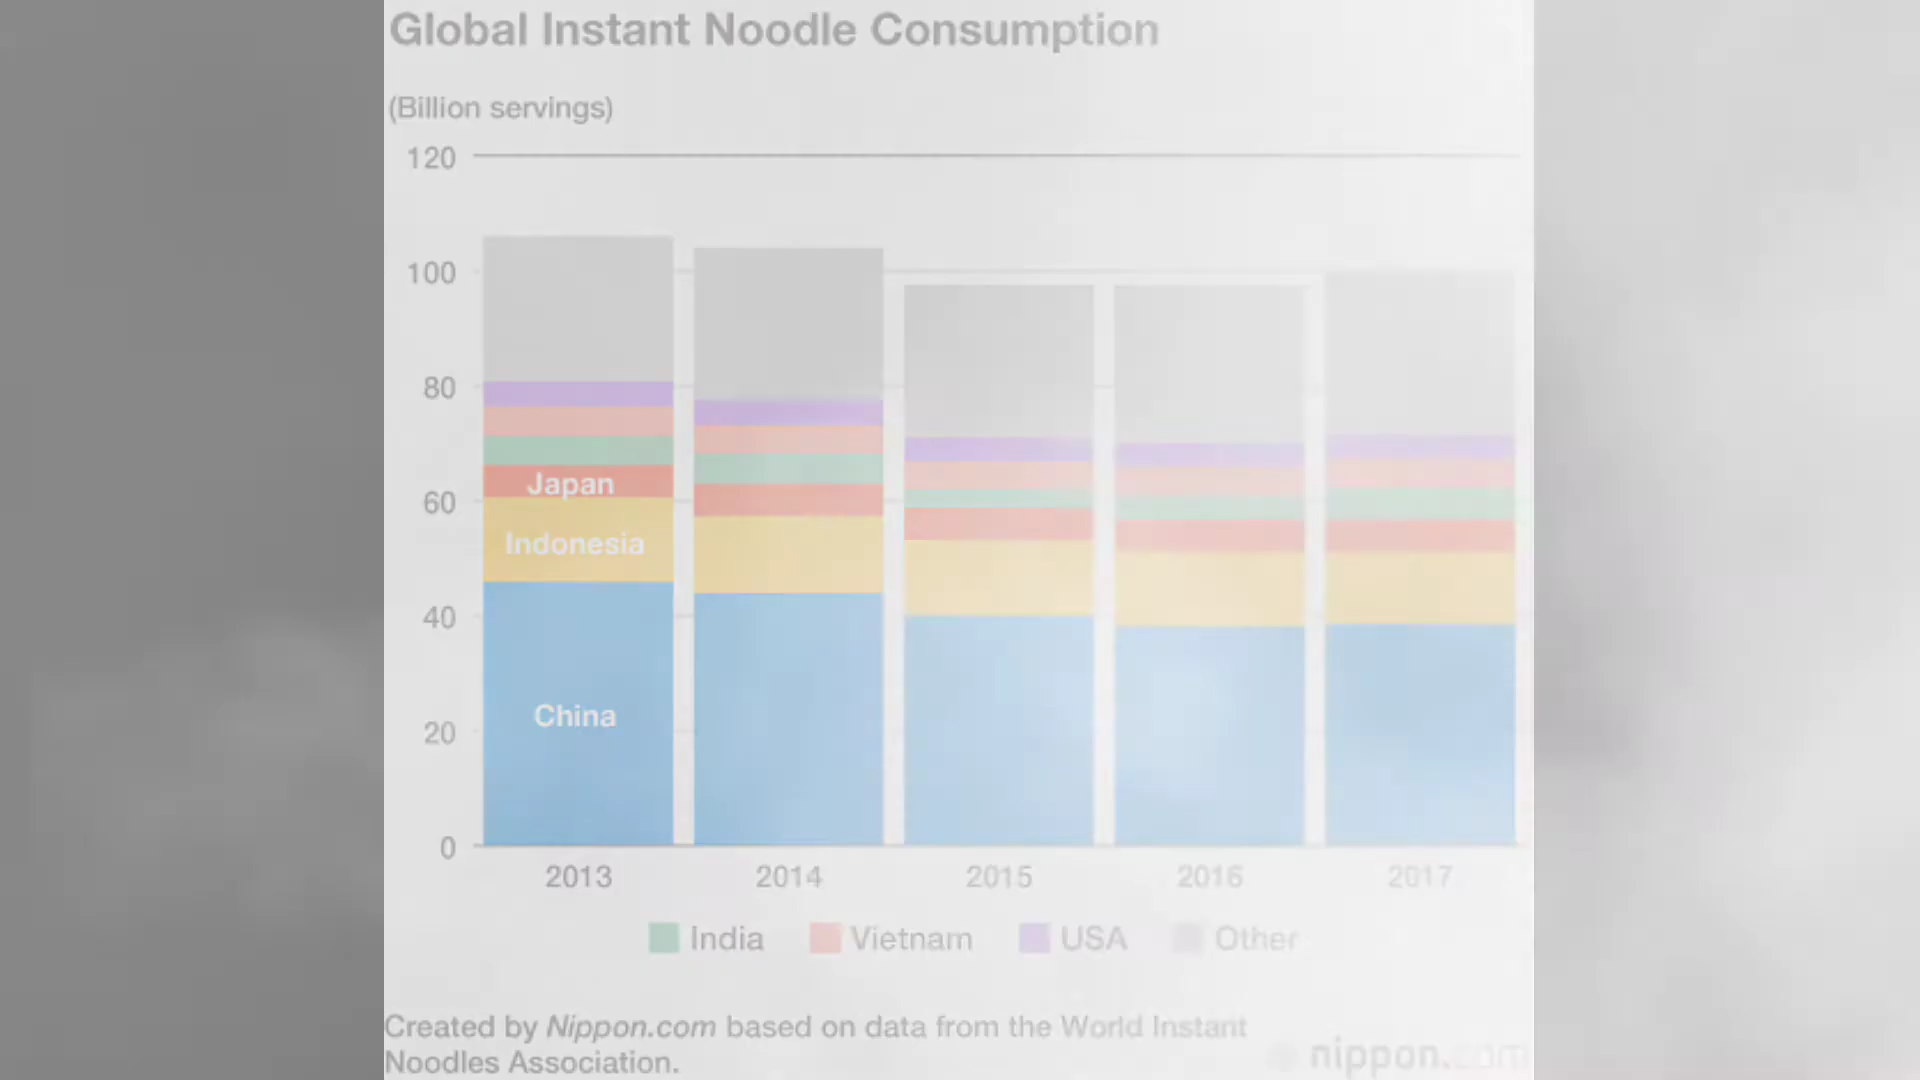 Global Instant Noodle Consumption
(Billion servings)
120
100
80
60
40
20
0
Japan
Indonesia
China
2013 2014 2015 2016 2017
India Vietnam USA Other
Created by Nippon.com based on data from the World Instant
Noodles Association.
nippon.com